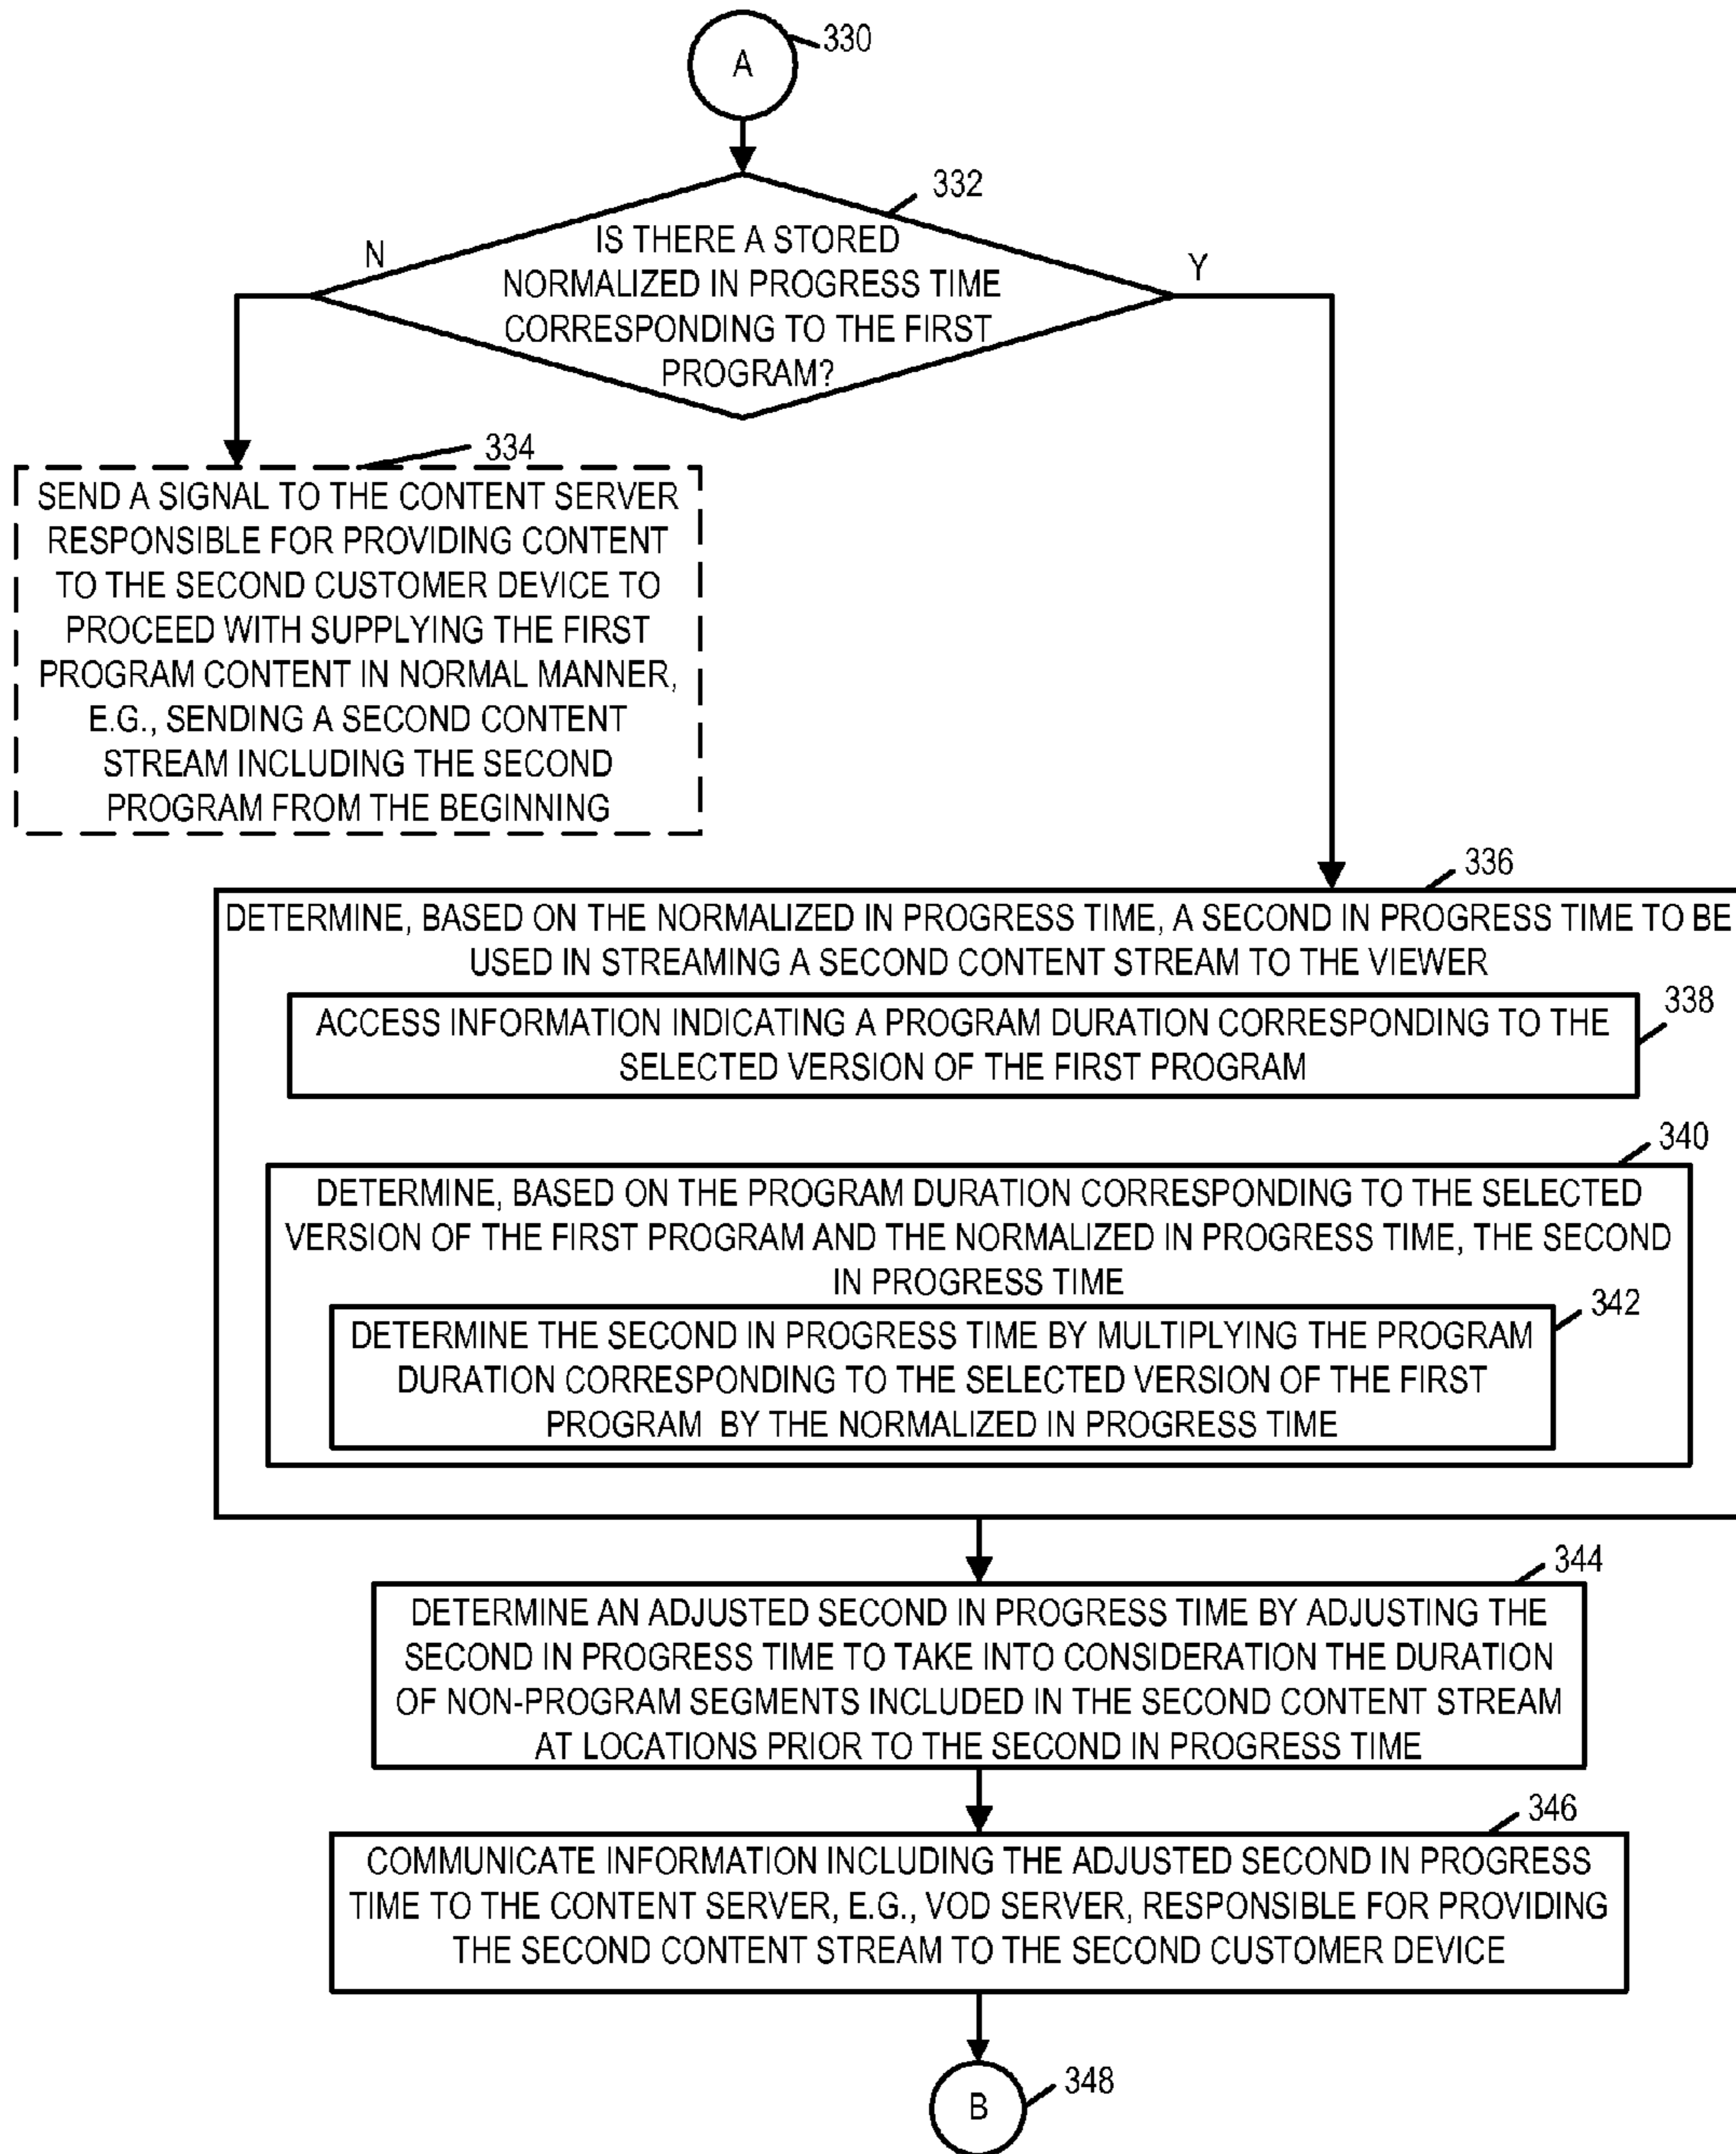 A
330
332
IS THERE A STORED
NORMALIZED IN PROGRESS TIME
CORRESPONDING TO THE FIRST
PROGRAM?
N
Y
334
SEND A SIGNAL TO THE CONTENT SERVER
RESPONSIBLE FOR PROVIDING CONTENT
TO THE SECOND CUSTOMER DEVICE TO
PROCEED WITH SUPPLYING THE FIRST
PROGRAM CONTENT IN NORMAL MANNER,
E.G., SENDING A SECOND CONTENT
STREAM INCLUDING THE SECOND
PROGRAM FROM THE BEGINNING
336
DETERMINE, BASED ON THE NORMALIZED IN PROGRESS TIME, A SECOND IN PROGRESS TIME TO BE
USED IN STREAMING A SECOND CONTENT STREAM TO THE VIEWER
338
ACCESS INFORMATION INDICATING A PROGRAM DURATION CORRESPONDING TO THE
SELECTED VERSION OF THE FIRST PROGRAM
340
DETERMINE, BASED ON THE PROGRAM DURATION CORRESPONDING TO THE SELECTED
VERSION OF THE FIRST PROGRAM AND THE NORMALIZED IN PROGRESS TIME, THE SECOND
IN PROGRESS TIME
342
DETERMINE THE SECOND IN PROGRESS TIME BY MULTIPLYING THE PROGRAM
DURATION CORRESPONDING TO THE SELECTED VERSION OF THE FIRST
PROGRAM BY THE NORMALIZED IN PROGRESS TIME
344
DETERMINE AN ADJUSTED SECOND IN PROGRESS TIME BY ADJUSTING THE
SECOND IN PROGRESS TIME TO TAKE INTO CONSIDERATION THE DURATION
OF NON-PROGRAM SEGMENTS INCLUDED IN THE SECOND CONTENT STREAM
AT LOCATIONS PRIOR TO THE SECOND IN PROGRESS TIME
346
COMMUNICATE INFORMATION INCLUDING THE ADJUSTED SECOND IN PROGRESS
TIME TO THE CONTENT SERVER, E.G., VOD SERVER, RESPONSIBLE FOR PROVIDING
THE SECOND CONTENT STREAM TO THE SECOND CUSTOMER DEVICE
B
348